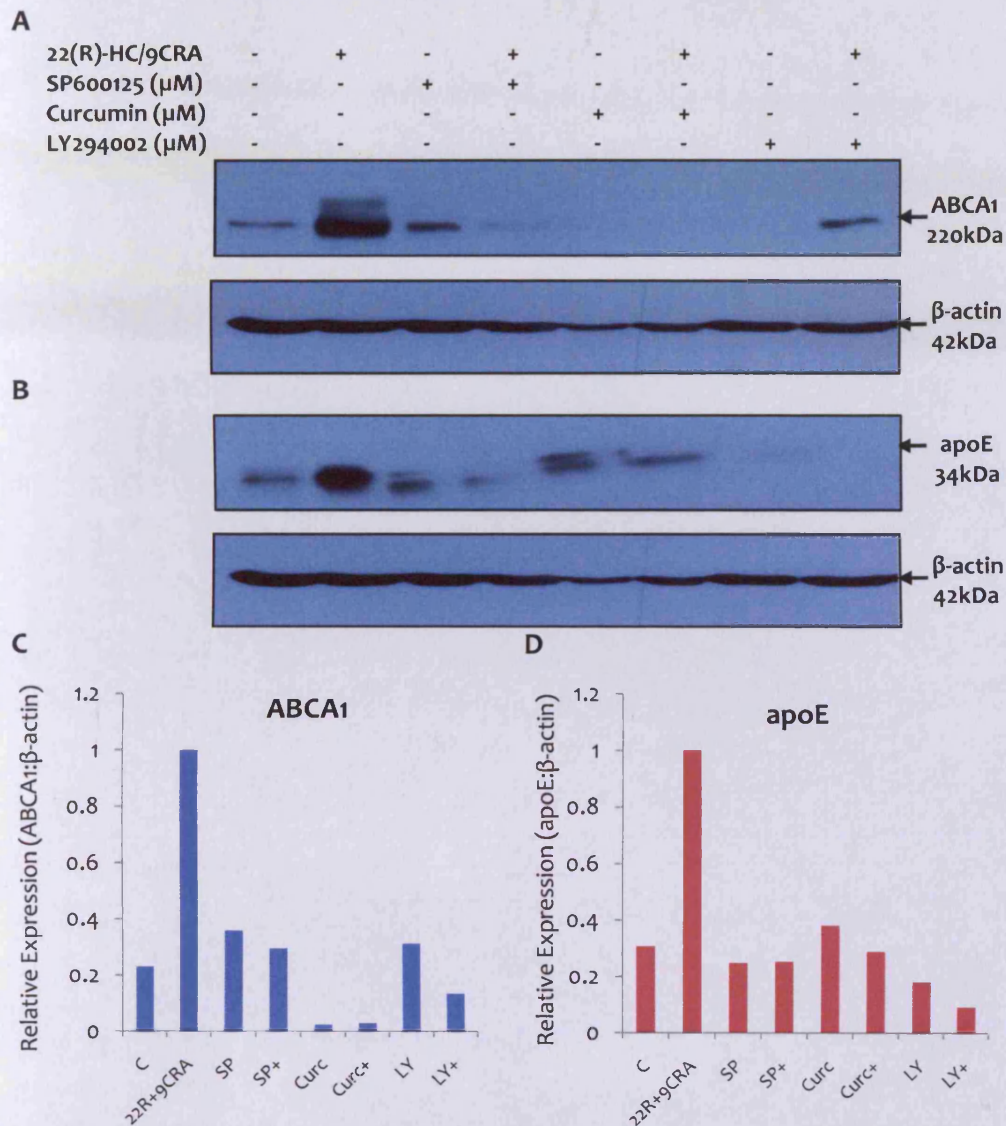 A
22(R)-HC/9CRA - + - + - + - +
SP600125 (µM) - - + + - - - -
Curcumin (µM) - - - - + + - -
LY294002 (µM) - - - - - - + +
ABCA1
220kDa
β-actin
42kDa
B
apoE
34kDa
β-actin
42kDa
C
ABCA1
Relative Expression (ABCA1:β-actin)
1.2
1
0.8
0.6
0.4
0.2
0
C
22R+9CRA
SP
SP+
Curc
Curc+
LY
LY+
D
apoE
Relative Expression (apoE:β-actin)
1.2
1
0.8
0.6
0.4
0.2
0
C
22R+9CRA
SP
SP+
Curc
Curc+
LY
LY+